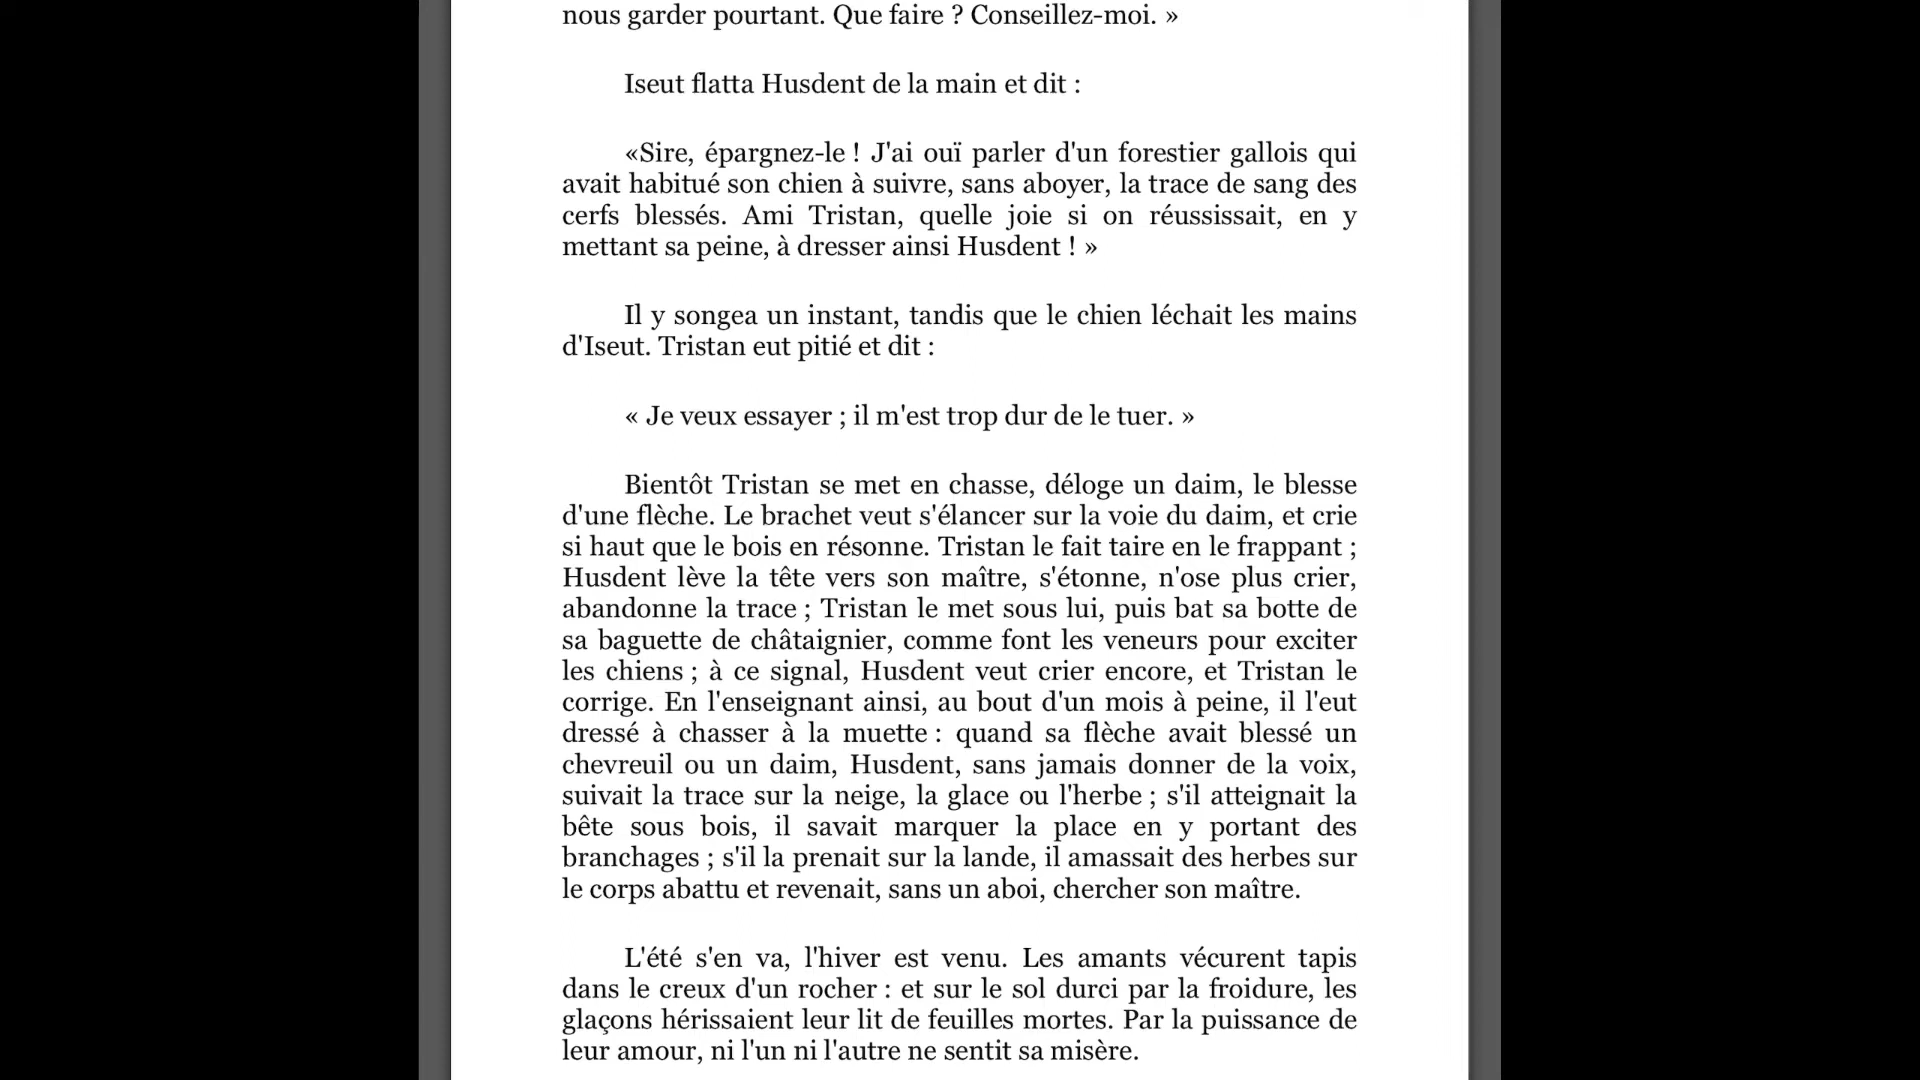 nous garder pourtant. Que faire ? Conseillez-moi. »
Iseut flatta Husdent de la main et dit :
«Sire, épargnez-le ! J'ai ouï parler d'un forestier gallois qui
avait habitué son chien à suivre, sans aboyer, la trace de sang des
cerfs blessés. Ami Tristan, quelle joie si on réussissait, en y
mettant sa peine, à dresser ainsi Husdent ! »
Il y songea un instant, tandis que le chien léchait les mains
d'Iseut. Tristan eut pitié et dit :
« Je veux essayer ; il m'est trop dur de le tuer. »
Bientôt Tristan se met en chasse, déloge un daim, le blesse
d'une flèche. Le brachet veut s'élancer sur la voie du daim, et crie
si haut que le bois en résonne. Tristan le fait taire en le frappant ;
Husdent lève la tête vers son maître, s'étonne, n'ose plus crier,
abandonne la trace ; Tristan le met sous lui, puis bat sa botte de
sa baguette de châtaignier, comme font les veneurs pour exciter
les chiens ; à ce signal, Husdent veut crier encore, et Tristan le
corrige. En l'enseignant ainsi, au bout d'un mois à peine, il l'eut
dressé à chasser à la muette : quand sa flèche avait blessé un
chevreuil ou un daim, Husdent, sans jamais donner de la voix,
suivait la trace sur la neige, la glace ou l'herbe ; s'il atteignait la
bête sous bois, il savait marquer la place en y portant des
branchages ; s'il la prenait sur la lande, il amassait des herbes sur
le corps abattu et revenait, sans un aboi, chercher son maître.
L'été s'en va, l'hiver est venu. Les amants vécurent tapis
dans le creux d'un rocher : et sur le sol durci par la froidure, les
glaçons hérissaient leur lit de feuilles mortes. Par la puissance de
leur amour, ni l'un ni l'autre ne sentit sa misère.